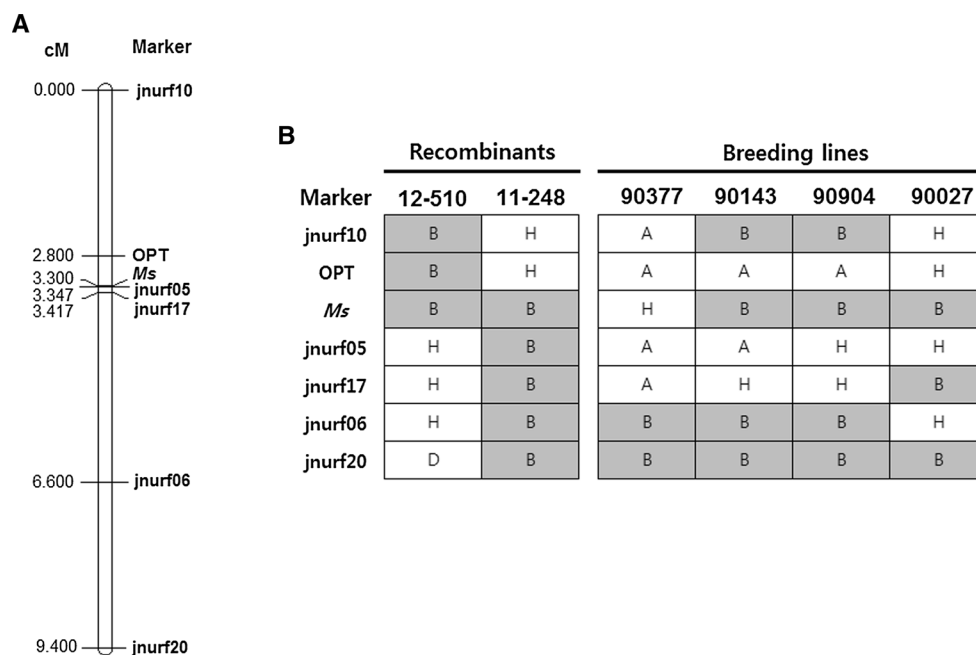 A
cM Marker
0.000 jnurf10
2.800 OPT
3.300 Ms
3.347 jnurf05
3.417 jnurf17
6.600 jnurf06
9.400 jnurf20
B
Recombinants Breeding lines
Marker 12-510 11-248 90377 90143 90904 90027
jnurf10 B H A B B H
OPT B H A A A H
Ms B B H B B B
jnurf05 H B A A H H
jnurf17 H B A H H B
jnurf06 H B B B B H
jnurf20 D B B B B B